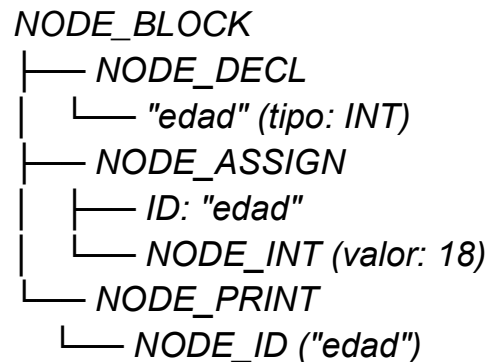 NODE_BLOCK
├── NODE_DECL
│ └── "edad" (tipo: INT)
├── NODE_ASSIGN
│ ├── ID: "edad"
│ └── NODE_INT (valor: 18)
└── NODE_PRINT
└── NODE_ID ("edad")